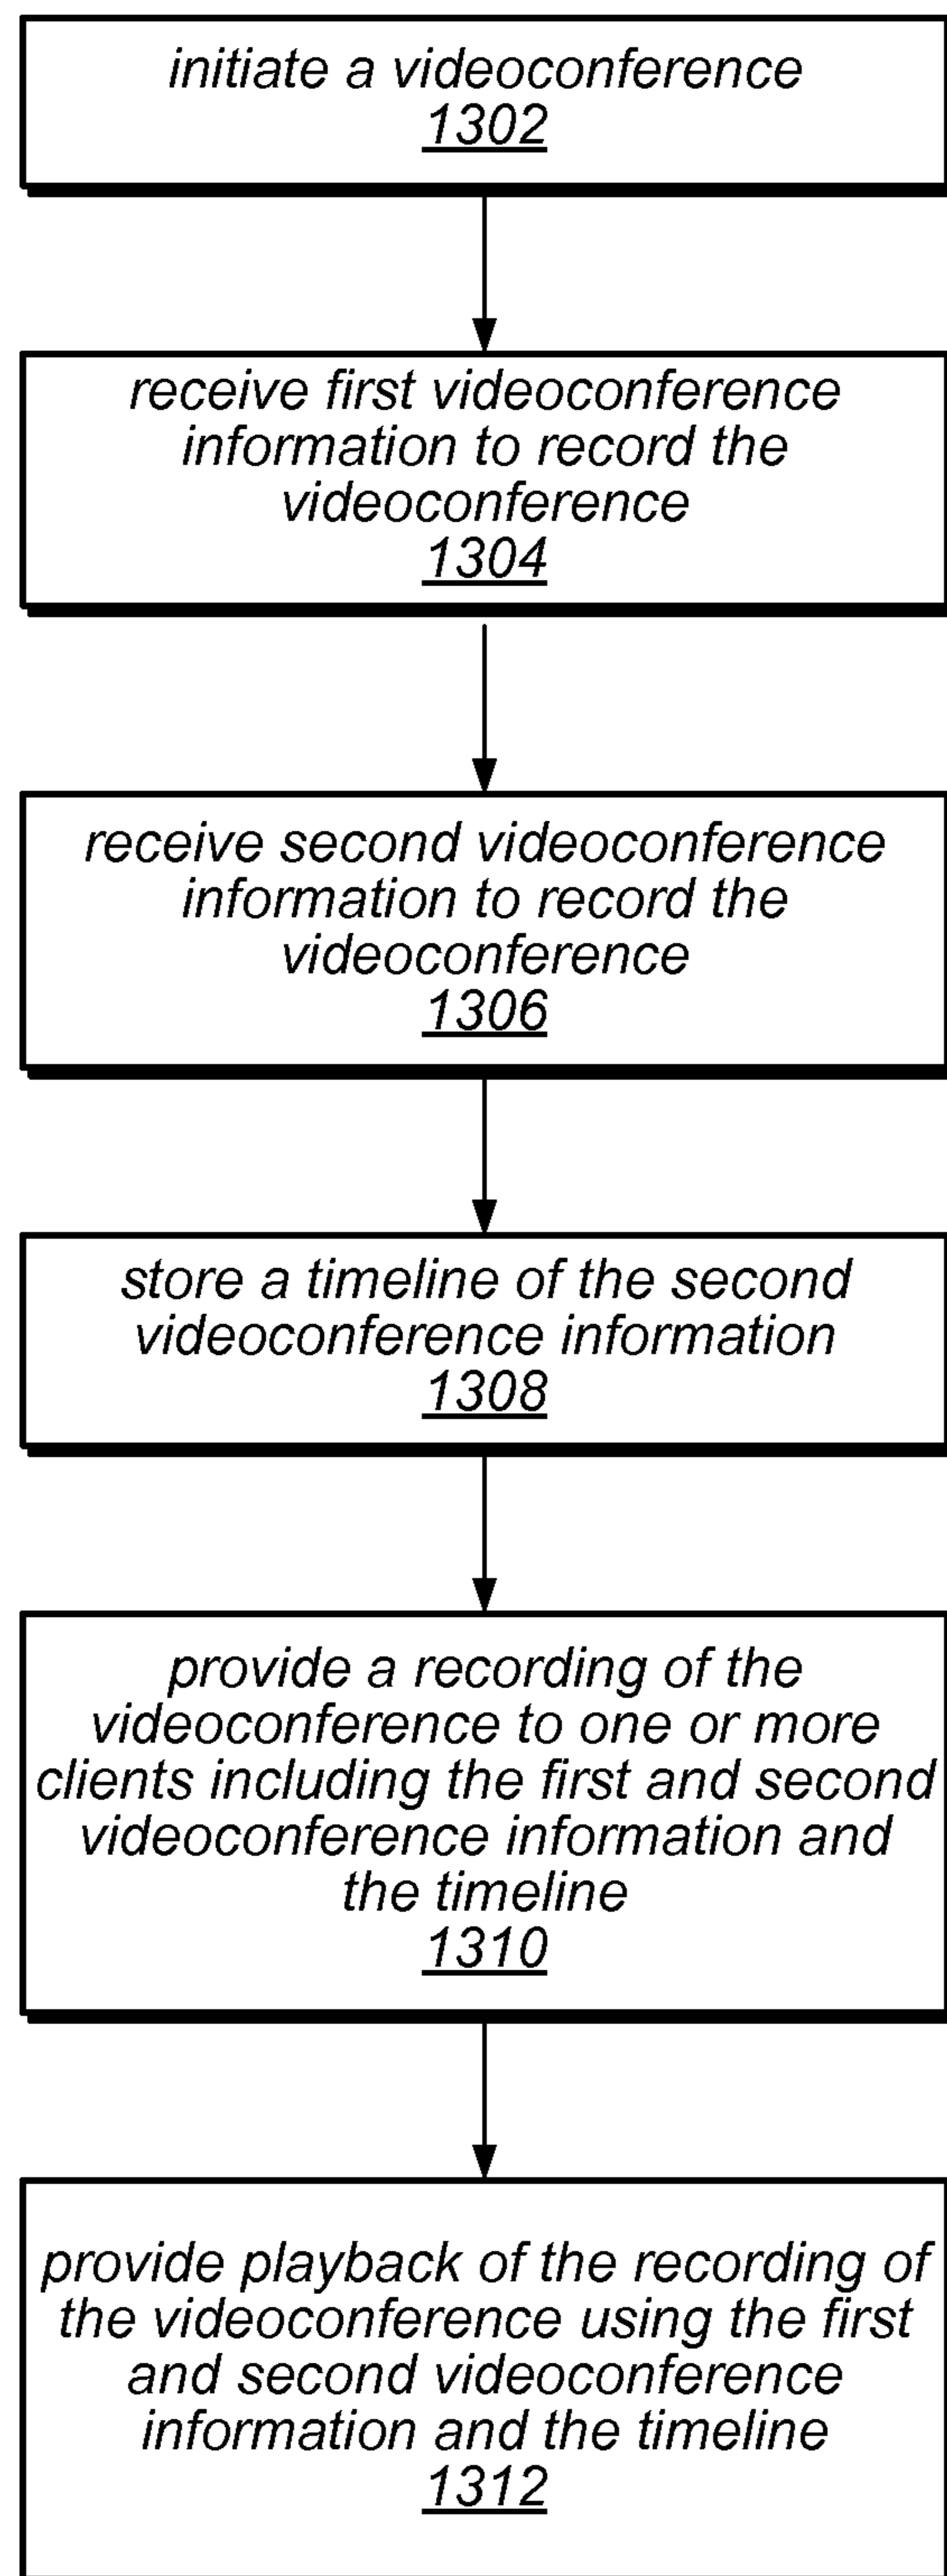 initiate a videoconference
1302
receive first videoconference
information to record the
videoconference
1304
receive second videoconference
information to record the
videoconference
1306
store a timeline of the second
videoconference information
1308
provide a recording of the
videoconference to one or more
clients including the first and second
videoconference information and
the timeline
1310
provide playback of the recording of
the videoconference using the first
and second videoconference
information and the timeline
1312